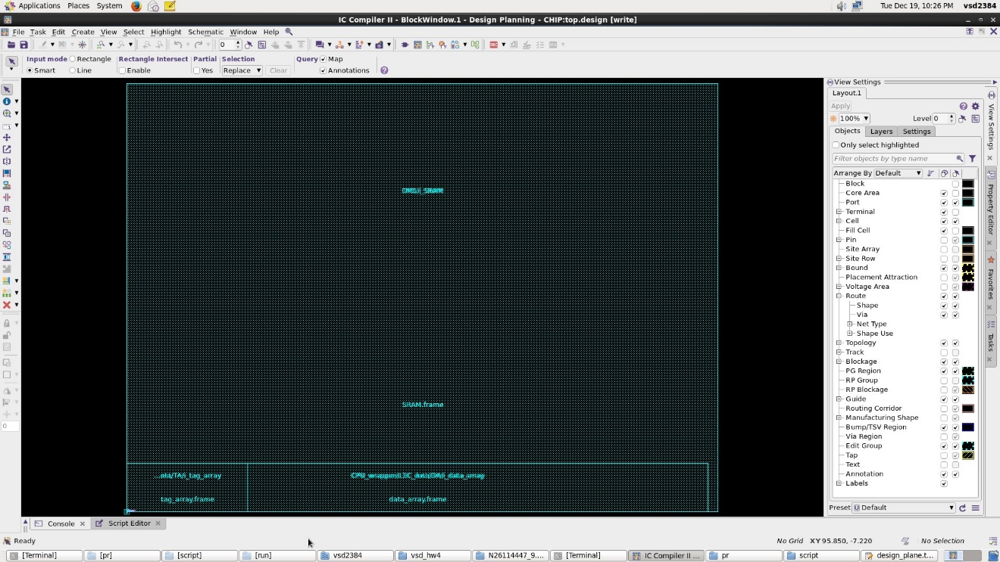 Applications Places System Tue Dec 19, 10:26 PM vsd2384
IC Compiler II - BlockWindow.1 - Design Planning - CHIP:top.design [write]
File Task Edit Create View Select Highlight Schematic Window Help
0
Input mode Rectangle Rectangle Intersect Partial Selection Query Map
Smart Line Enable Yes Replace Clear Annotations
View Settings
Layout.1
Apply
100% Level 0
Objects Layers Settings
Only select highlighted
Filter objects by type name
Arrange By Default
Block
Core Area
Port
Terminal
Cell
Fill Cell
Pin
Site Array
Site Row
Bound
Placement Attraction
Voltage Area
Route
Shape
Via
Net Type
Shape Use
Topology
Track
Blockage
PG Region
RP Group
RP Blockage
Guide
Routing Corridor
Manufacturing Shape
Bump/TSV Region
Via Region
Edit Group
Tap
Text
Annotation
Labels
Preset Default
View Settings
Property Editor
Favorites
Tasks
SRAM.frame
...ata/TA/i_tag_array
tag_array.frame
data_array.frame
0
Console Script Editor
Ready No Grid XY 95.850, -7.220 No Selection
[Terminal] [pr] [script] [run] vsd2384 vsd_hw4 N26114447_9.... [Terminal] IC Compiler II ... pr script design_plane.t...